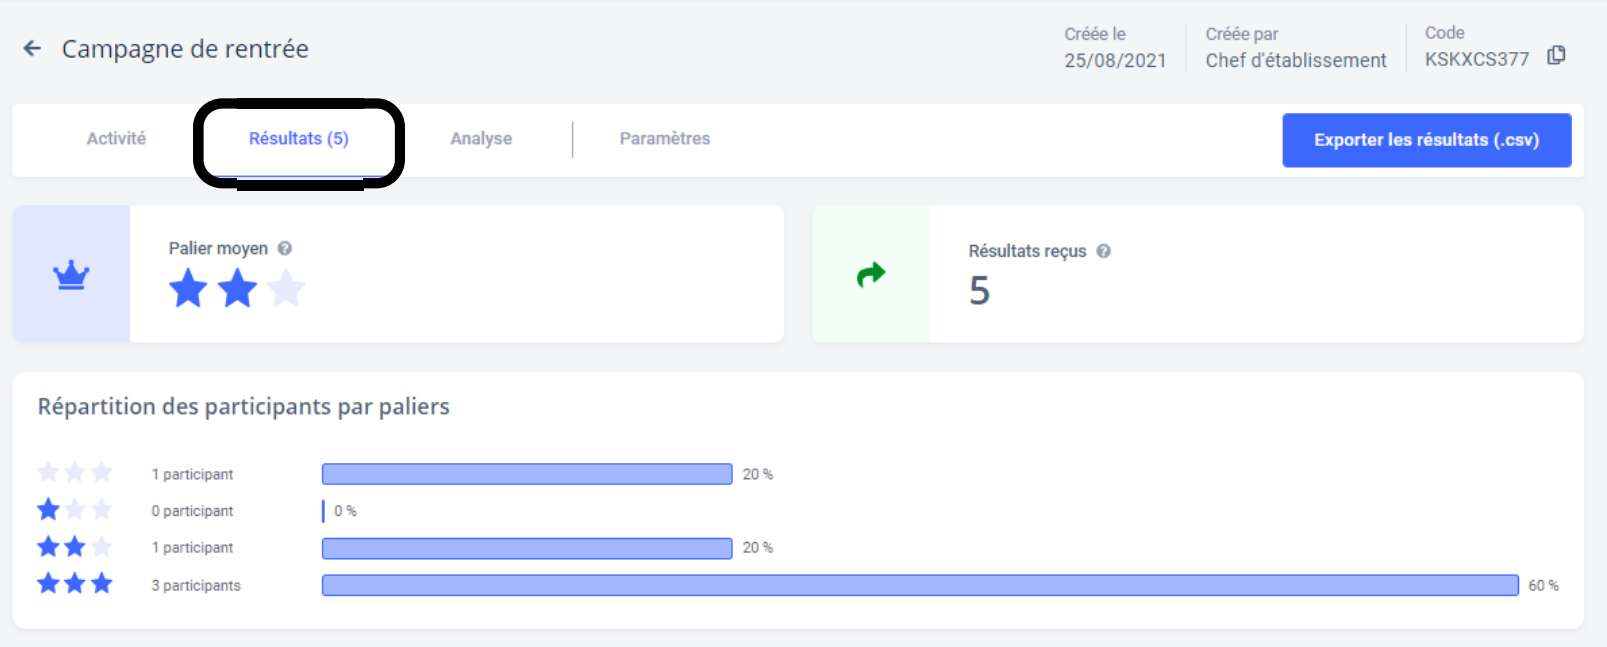 Campagne de rentrée
Créée le
25/08/2021
Créée par
Chef d'établissement
Code
KSKXCS377
Activité
Résultats (5)
Analyse
Paramètres
Exporter les résultats (.csv)
Palier moyen ?
Résultats reçus ?
5
Répartition des participants par paliers
1 participant 20 %
0 participant 0 %
1 participant 20 %
3 participants 60 %